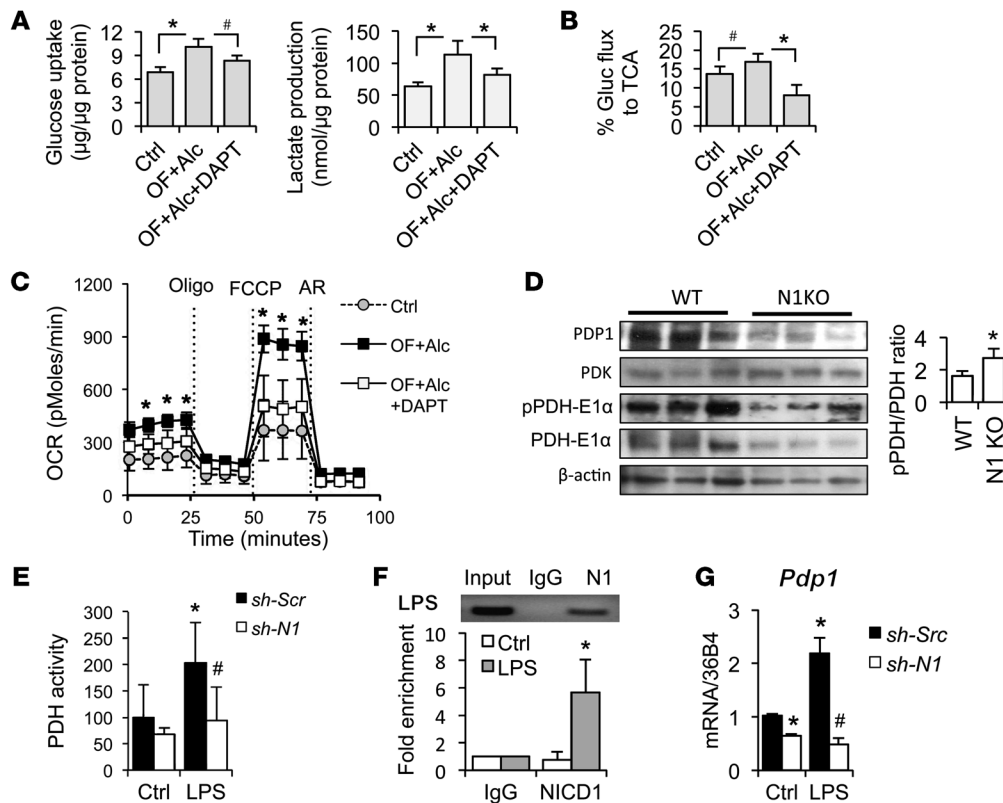 A
Glucose uptake
(µg/µg protein)
12
9
6
3
0
*
#
Ctrl
OF+Alc
OF+Alc+DAPT
Lactate production
(nmol/µg protein)
150
100
50
0
*
*
Ctrl
OF+Alc
OF+Alc+DAPT
B
% Gluc flux
to TCA
25
20
15
10
5
0
#
*
Ctrl
OF+Alc
OF+Alc+DAPT
C
OCR (pMoles/min)
1200
900
600
300
0
Oligo
FCCP
AR
* * *
* * *
Ctrl
OF+Alc
OF+Alc
+DAPT
0 25 50 75 100
Time (minutes)
D
WT N1KO
PDP1
PDK
pPDH-E1α
PDH-E1α
β-actin
pPDH/PDH ratio
4
2
0
*
WT
N1 KO
E
PDH activity
300
250
200
150
100
50
0
*
#
sh-Scr
sh-N1
Ctrl LPS
F
Input IgG N1
LPS
Fold enrichment
10
8
6
4
2
0
Ctrl
LPS
*
IgG NICD1
G
Pdp1
mRNA/36B4
3
2
1
0
*
*
#
sh-Src
sh-N1
Ctrl LPS